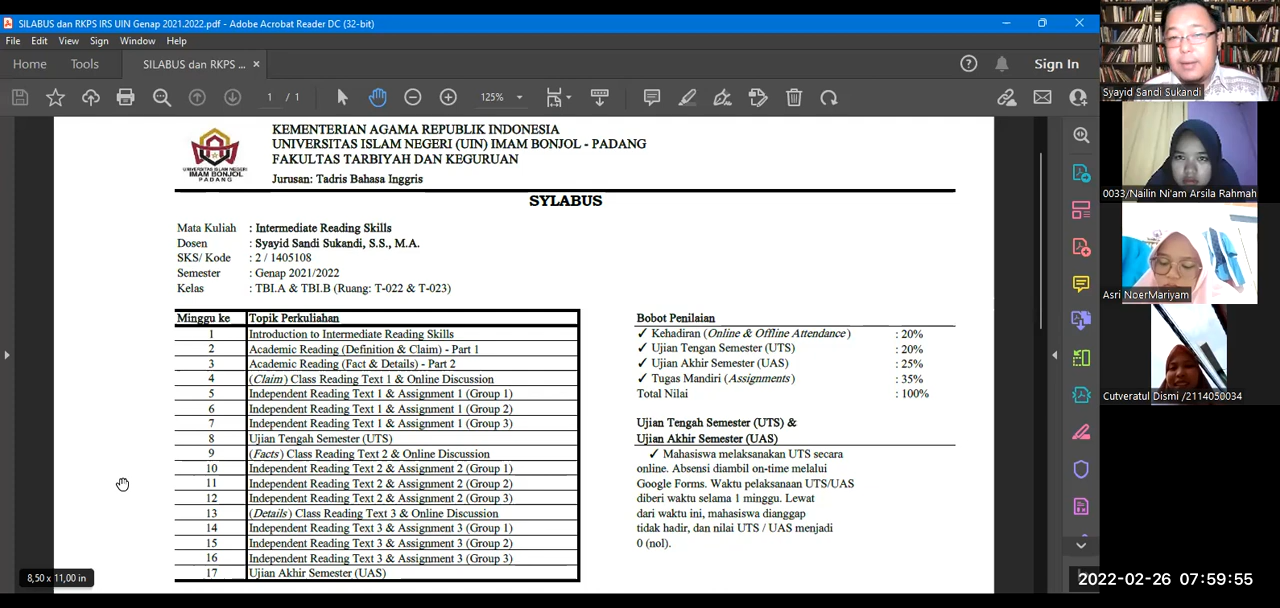 SILABUS dan RKPS IRS UIN Genap 2021.2022.pdf - Adobe Acrobat Reader DC (32-bit)
File Edit View Sign Window Help
Home Tools SILABUS dan RKPS ... × Sign In
1 / 1 125%
KEMENTERIAN AGAMA REPUBLIK INDONESIA
UNIVERSITAS ISLAM NEGERI (UIN) IMAM BONJOL - PADANG
FAKULTAS TARBIYAH DAN KEGURUAN
Jurusan: Tadris Bahasa Inggris
UNIVERSITAS ISLAM NEGERI
IMAM BONJOL
PADANG
SYLABUS
Mata Kuliah : Intermediate Reading Skills
Dosen : Syayid Sandi Sukandi, S.S., M.A.
SKS/ Kode : 2 / 1405108
Semester : Genap 2021/2022
Kelas : TBI.A & TBI.B (Ruang: T-022 & T-023)
Minggu ke Topik Perkuliahan
1 Introduction to Intermediate Reading Skills
2 Academic Reading (Definition & Claim) - Part 1
3 Academic Reading (Fact & Details) - Part 2
4 (Claim) Class Reading Text 1 & Online Discussion
5 Independent Reading Text 1 & Assignment 1 (Group 1)
6 Independent Reading Text 1 & Assignment 1 (Group 2)
7 Independent Reading Text 1 & Assignment 1 (Group 3)
8 Ujian Tengah Semester (UTS)
9 (Facts) Class Reading Text 2 & Online Discussion
10 Independent Reading Text 2 & Assignment 2 (Group 1)
11 Independent Reading Text 2 & Assignment 2 (Group 2)
12 Independent Reading Text 2 & Assignment 2 (Group 3)
13 (Details) Class Reading Text 3 & Online Discussion
14 Independent Reading Text 3 & Assignment 3 (Group 1)
15 Independent Reading Text 3 & Assignment 3 (Group 2)
16 Independent Reading Text 3 & Assignment 3 (Group 3)
17 Ujian Akhir Semester (UAS)
Bobot Penilaian
✓ Kehadiran (Online & Offline Attendance) : 20%
✓ Ujian Tengan Semester (UTS) : 20%
✓ Ujian Akhir Semester (UAS) : 25%
✓ Tugas Mandiri (Assignments) : 35%
Total Nilai : 100%
Ujian Tengah Semester (UTS) &
Ujian Akhir Semester (UAS)
✓ Mahasiswa melaksanakan UTS secara
online. Absensi diambil on-time melalui
Google Forms. Waktu pelaksanaan UTS/UAS
diberi waktu selama 1 minggu. Lewat
dari waktu ini, mahasiswa dianggap
tidak hadir, dan nilai UTS / UAS menjadi
0 (nol).
8,50 x 11,00 in
Syayid Sandi Sukandi
0033/Nailin Ni'am Arsila Rahmah
Asri NoerMariyam
Cutveratul Dismi /2114050034
2022-02-26 07:59:55